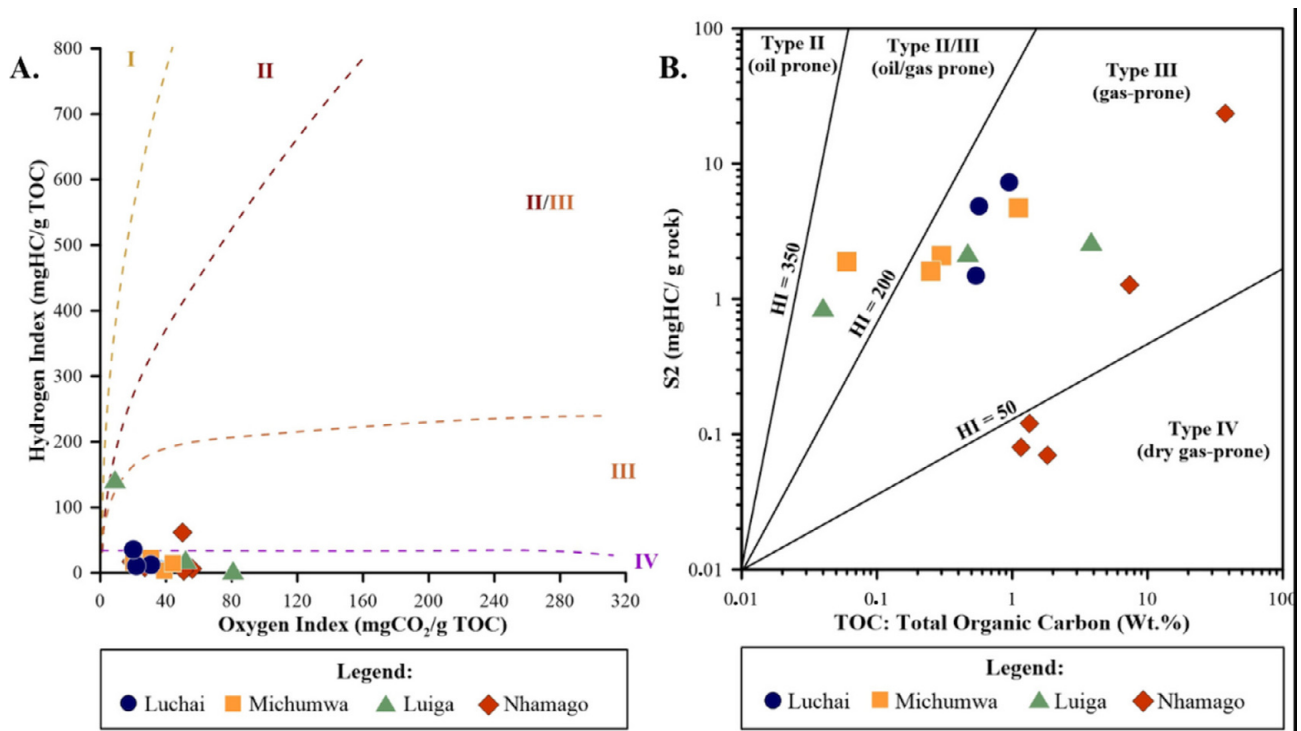 A.
800
700
600
500
400
300
200
100
0
Hydrogen Index (mgHC/g TOC)
I
II
II/III
III
IV
0 40 80 120 160 200 240 280 320
Oxygen Index (mgCO₂/g TOC)
Legend:
Luchai Michumwa Luiga Nhamago
B.
100
10
1
0.1
0.01
S2 (mgHC/ g rock)
Type II
(oil prone)
Type II/III
(oil/gas prone)
Type III
(gas-prone)
HI = 350
HI = 200
HI = 50
Type IV
(dry gas-prone)
0.01 0.1 1 10 100
TOC: Total Organic Carbon (Wt.%)
Legend:
Luchai Michumwa Luiga Nhamago